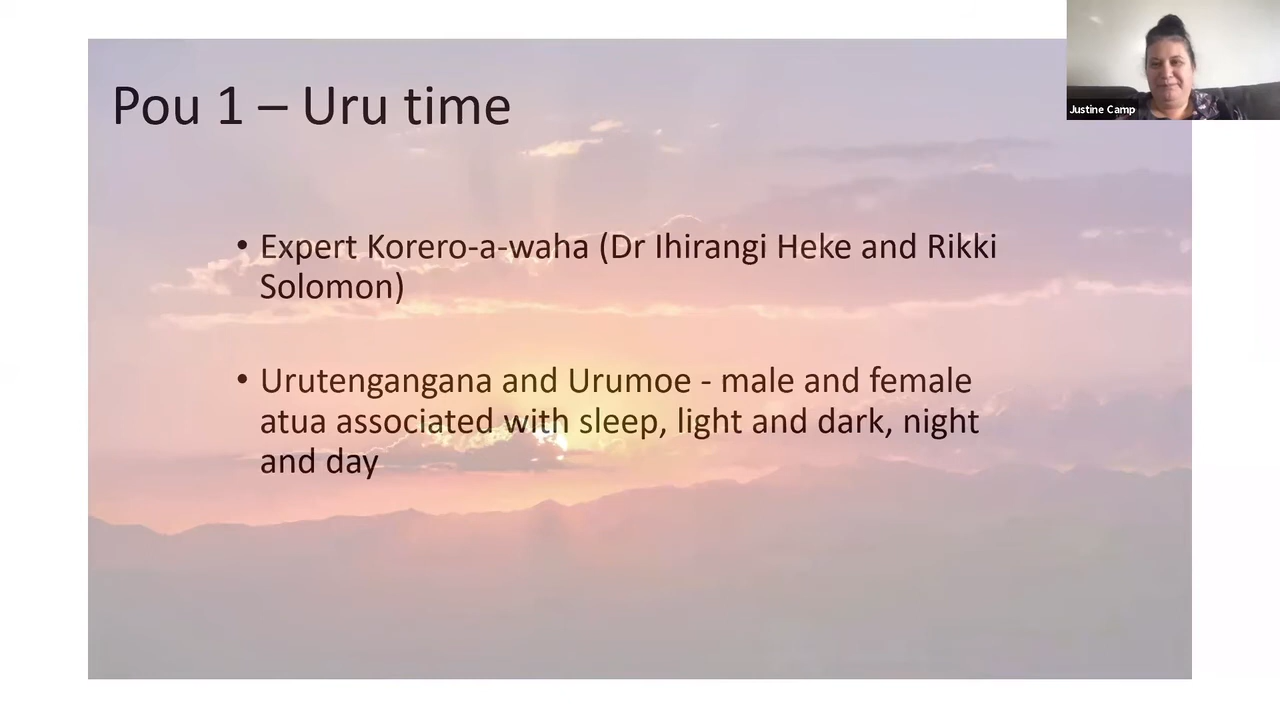 Pou 1 – Uru time
Justine Camp
• Expert Korero-a-waha (Dr Ihirangi Heke and Rikki
Solomon)
• Urutengangana and Urumoe - male and female
atua associated with sleep, light and dark, night
and day